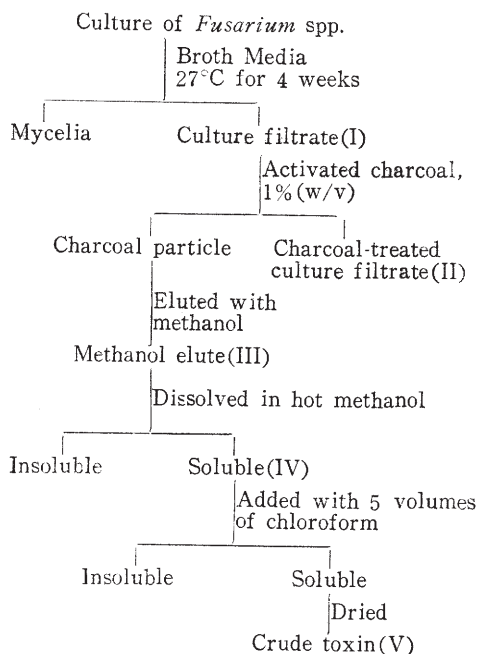 Culture of Fusarium spp.
Broth Media
27°C for 4 weeks
Mycelia
Culture filtrate(I)
Activated charcoal,
1%(w/v)
Charcoal particle
Charcoal-treated
culture filtrate(II)
Eluted with
methanol
Methanol elute(III)
Dissolved in hot methanol
Insoluble
Soluble(IV)
Added with 5 volumes
of chloroform
Insoluble
Soluble
Dried
Crude toxin(V)